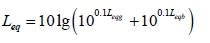 L_eq = 10lg(10^{0.1L_eqg} + 10^{0.1L_eqb})